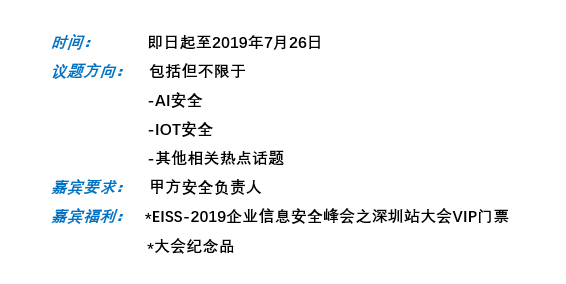 时间： 即日起至2019年7月26日
议题方向： 包括但不限于
-AI安全
-IOT安全
-其他相关热点话题
嘉宾要求： 甲方安全负责人
嘉宾福利： *EISS-2019企业信息安全峰会之深圳站大会VIP门票
*大会纪念品